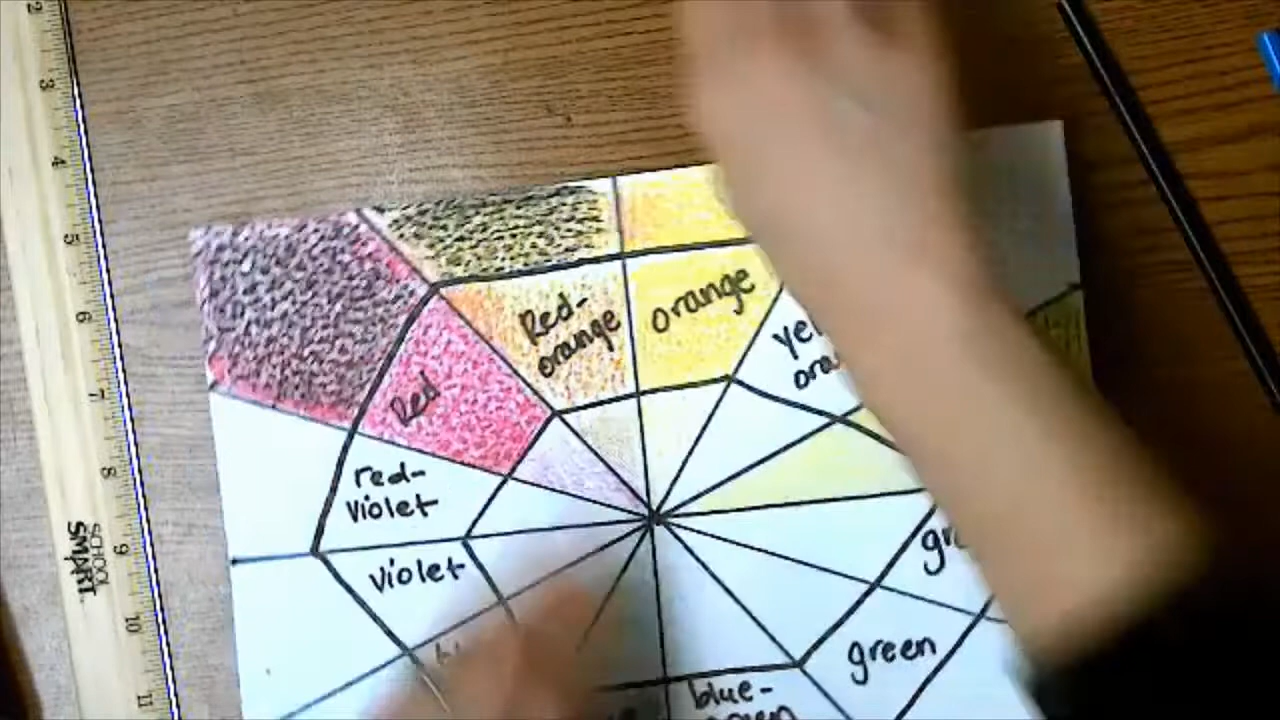 Red-
orange
orange
Red
red-
violet
violet
green
blue-
2
3
4
5
6
7
8
9
10
11
SCHOOL
SMART